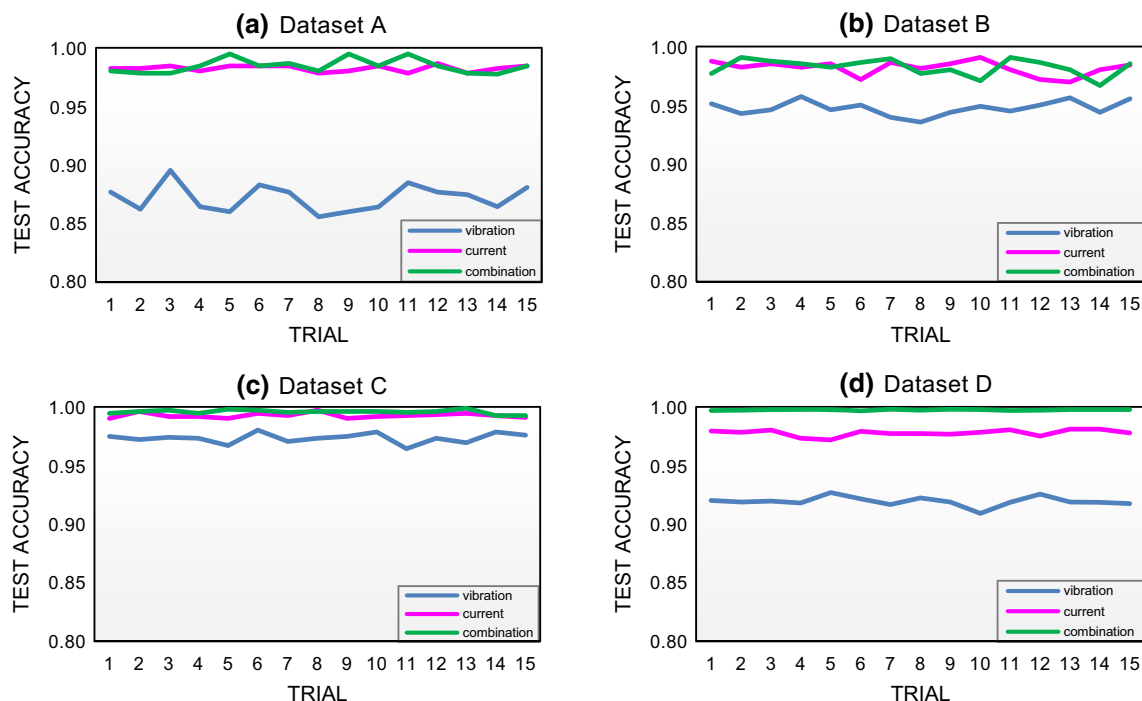 (a) Dataset A
TEST ACCURACY
1.00
0.95
0.90
0.85
0.80
vibration
current
combination
1 2 3 4 5 6 7 8 9 10 11 12 13 14 15
TRIAL
(b) Dataset B
TEST ACCURACY
1.00
0.95
0.90
0.85
0.80
vibration
current
combination
1 2 3 4 5 6 7 8 9 10 11 12 13 14 15
TRIAL
(c) Dataset C
TEST ACCURACY
1.00
0.95
0.90
0.85
0.80
vibration
current
combination
1 2 3 4 5 6 7 8 9 10 11 12 13 14 15
TRIAL
(d) Dataset D
TEST ACCURACY
1.00
0.95
0.90
0.85
0.80
vibration
current
combination
1 2 3 4 5 6 7 8 9 10 11 12 13 14 15
TRIAL